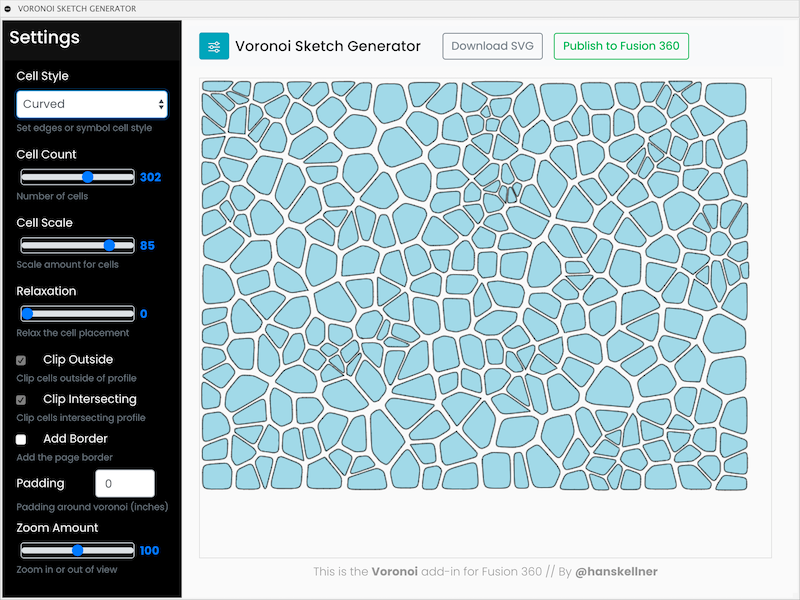 VORONOI SKETCH GENERATOR
Settings
Voronoi Sketch Generator
Download SVG
Publish to Fusion 360
Cell Style
Curved
Set edges or symbol cell style
Cell Count
302
Number of cells
Cell Scale
85
Scale amount for cells
Relaxation
0
Relax the cell placement
Clip Outside
Clip cells outside of profile
Clip Intersecting
Clip cells intersecting profile
Add Border
Add the page border
Padding
0
Padding around voronoi (inches)
Zoom Amount
100
Zoom in or out of view
This is the Voronoi add-in for Fusion 360 // By @hanskellner